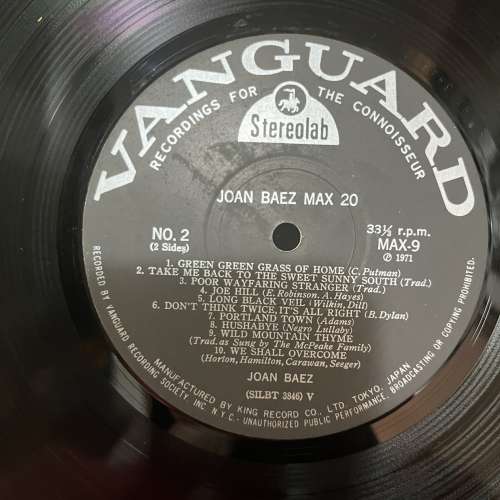 VANGUARD
RECORDINGS FOR THE CONNOISSEUR
Stereolab
JOAN BAEZ MAX 20
NO. 2
(2 Sides)
33⅓ r.p.m.
MAX-9
Ⓟ 1971
1. GREEN GREEN GRASS OF HOME (C. Putman)
2. TAKE ME BACK TO THE SWEET SUNNY SOUTH (Trad.)
3. POOR WAYFARING STRANGER (Trad.)
4. JOE HILL (E. Robinson. A. Hayes)
5. LONG BLACK VEIL (Wilkin, Dill)
6. DON'T THINK TWICE, IT'S ALL RIGHT (B. Dylan)
7. PORTLAND TOWN (Adams)
8. HUSHABYE (Negro Lullaby)
9. WILD MOUNTAIN THYME
(Trad. as Sung by The McPeake Family)
10. WE SHALL OVERCOME
(Horton, Hamilton, Carawan, Seeger)
JOAN BAEZ
(SILBT 3846) V
RECORDED BY VANGUARD RECORDING SOCIETY, INC. N.Y.C. - UNAUTHORIZED PUBLIC PERFORMANCE, BROADCASTING OR COPYING PROHIBITED.
MANUFACTURED BY KING RECORD CO., LTD. TOKYO, JAPAN